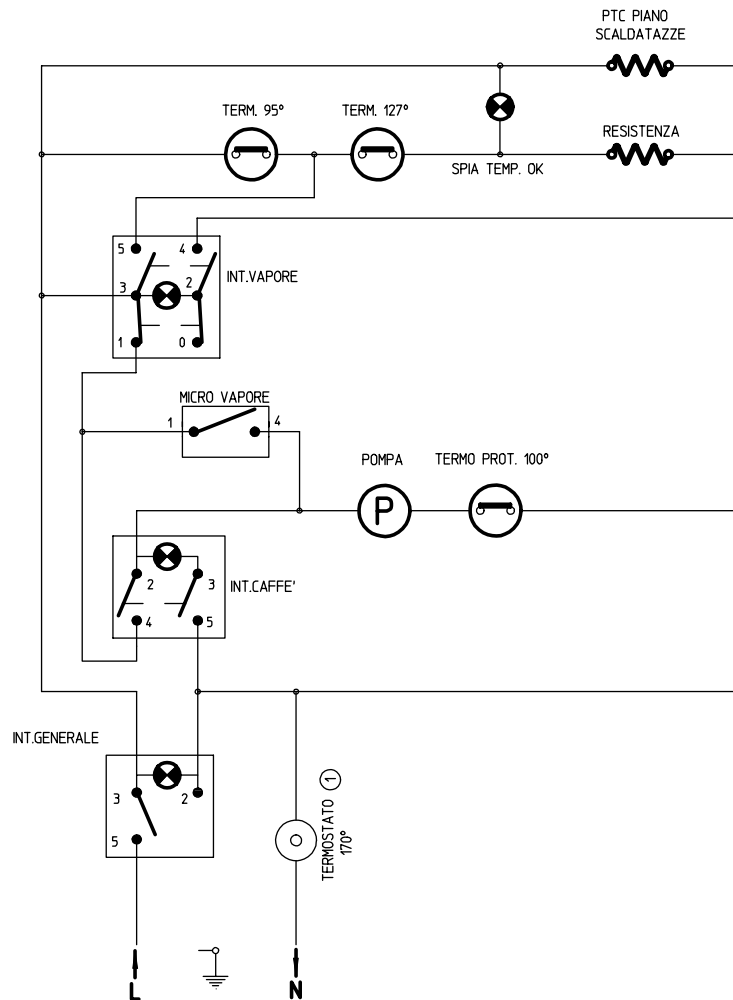 PTC PIANO
SCALDATAZZE
TERM. 95°
TERM. 127°
RESISTENZA
SPIA TEMP. OK
5
4
INT.VAPORE
3
2
1
0
MICRO VAPORE
1
4
POMPA
TERMO PROT. 100°
P
2
3
INT.CAFFE'
4
5
INT.GENERALE
3
2
5
TERMOSTATO 1
170°
L
N